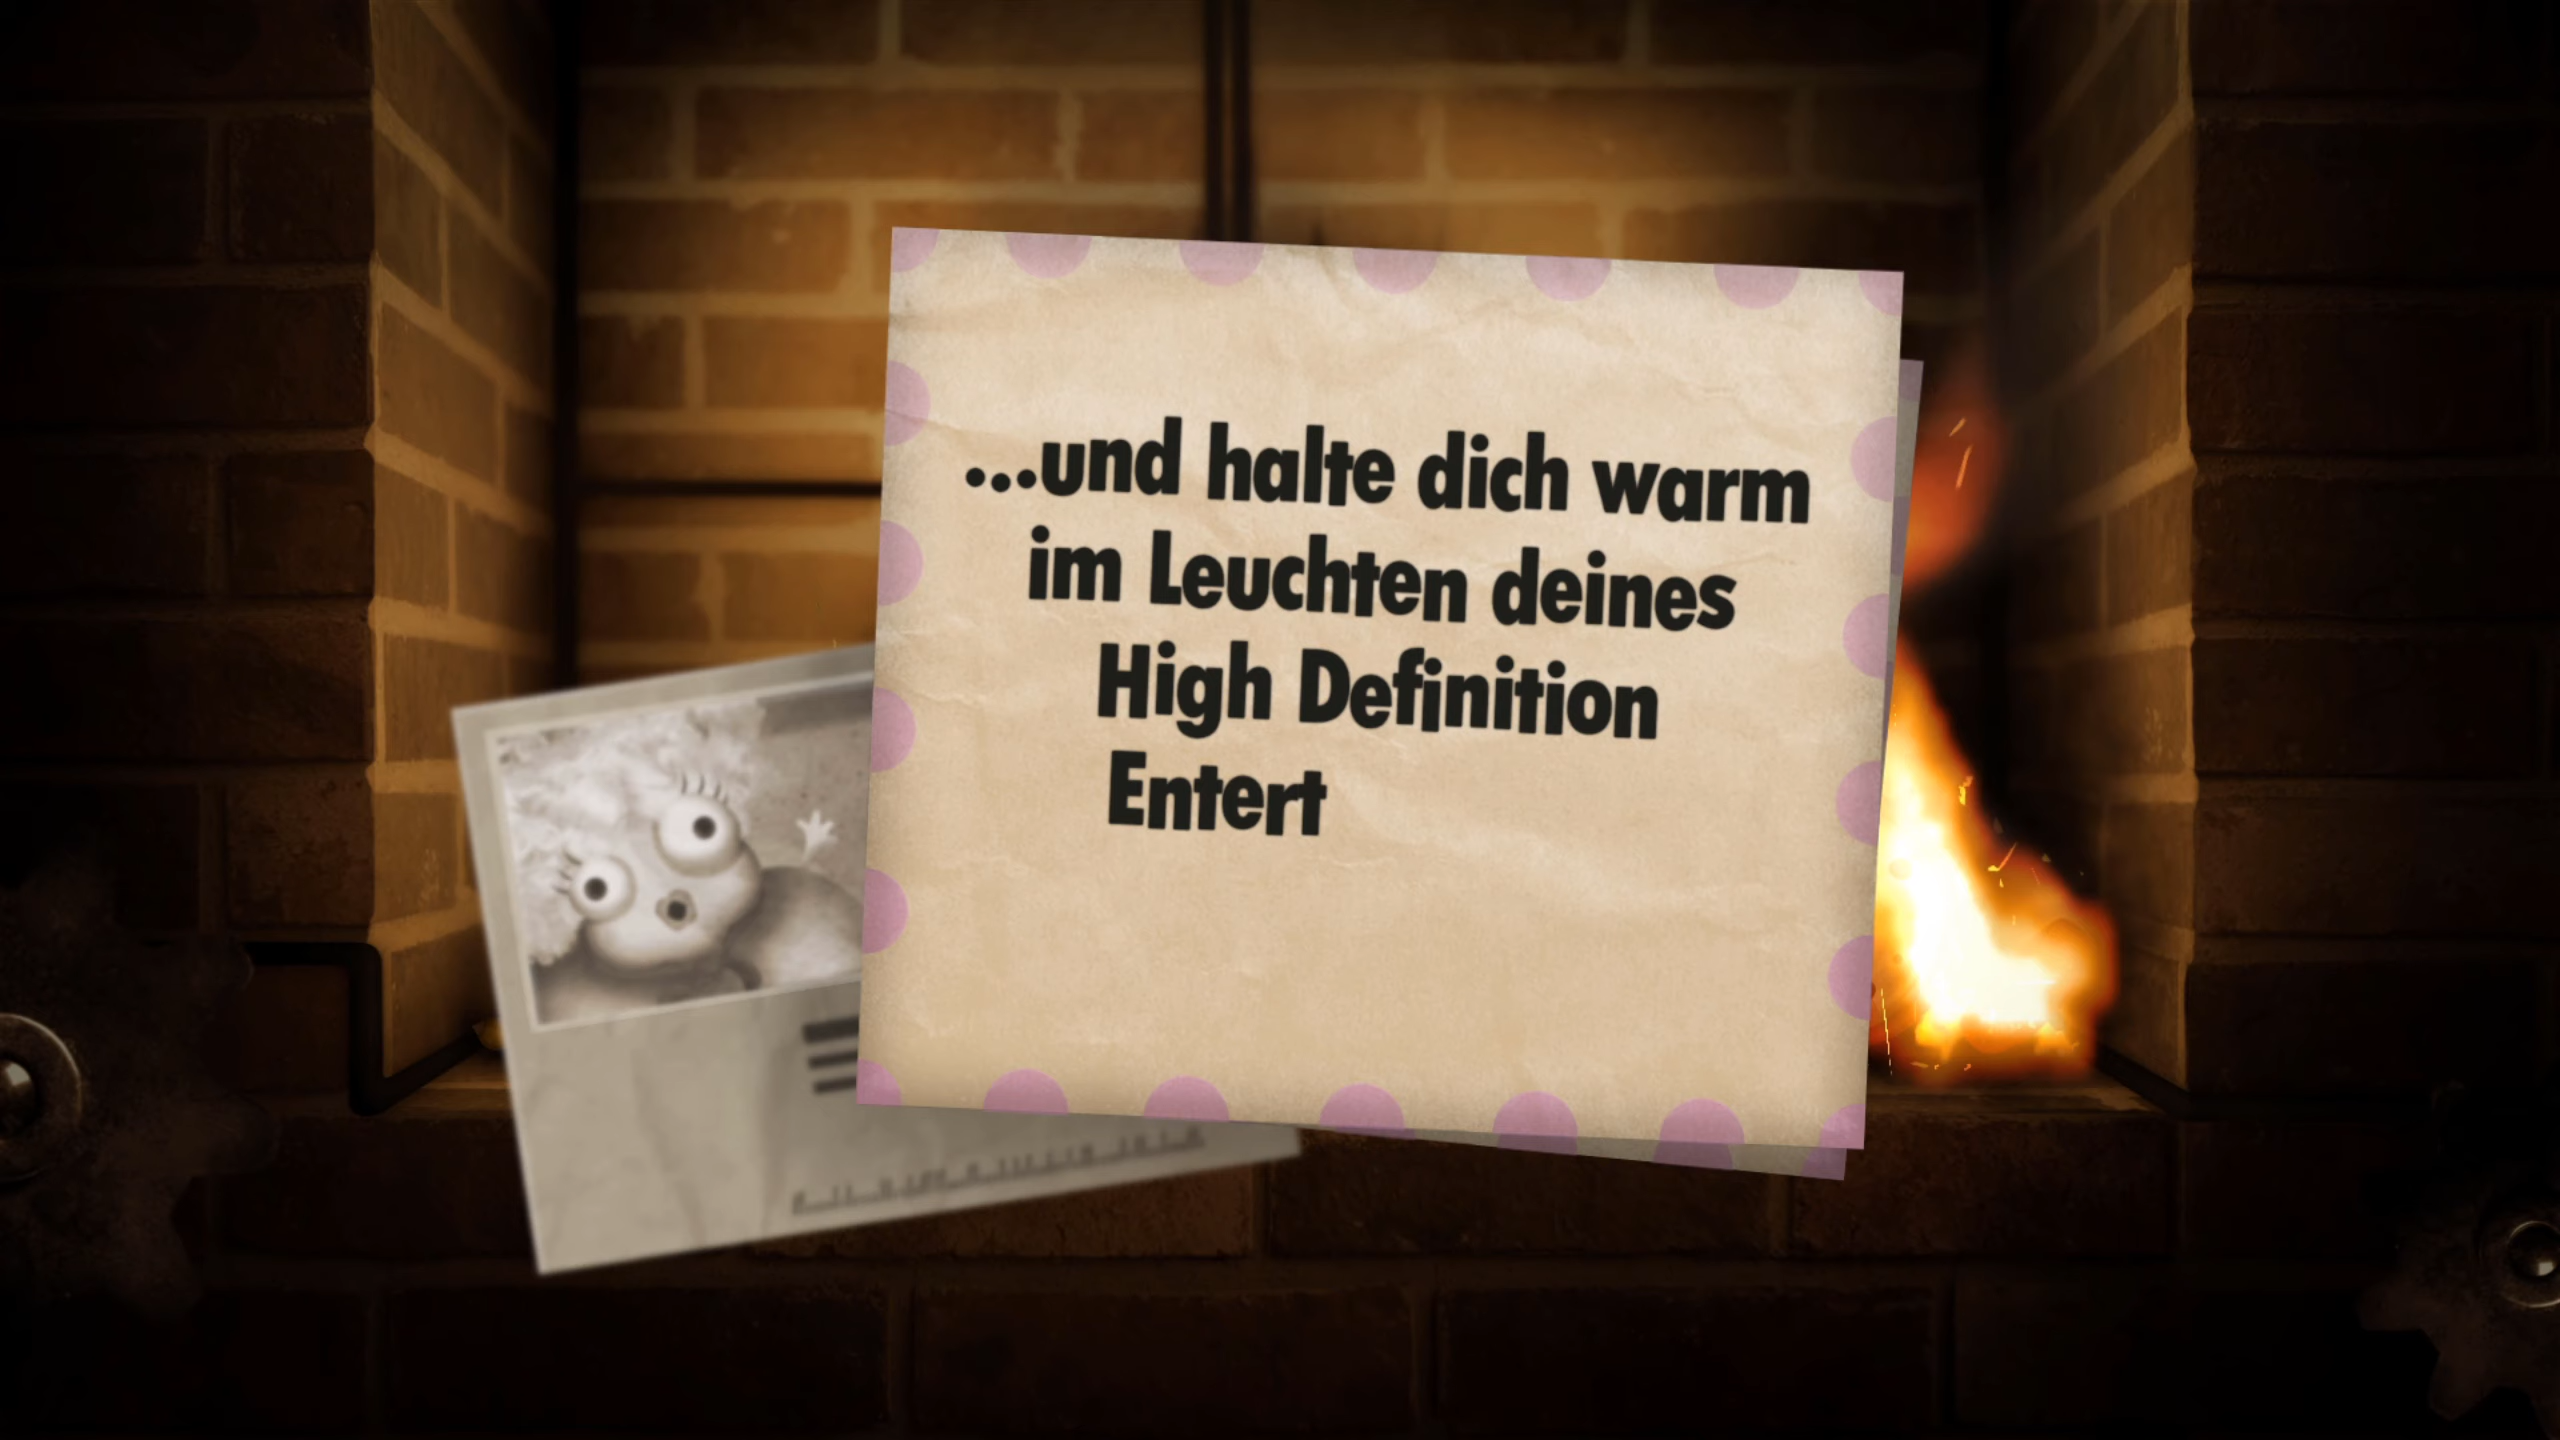 ...und halte dich warm
im Leuchten deines
High Definition
Entert